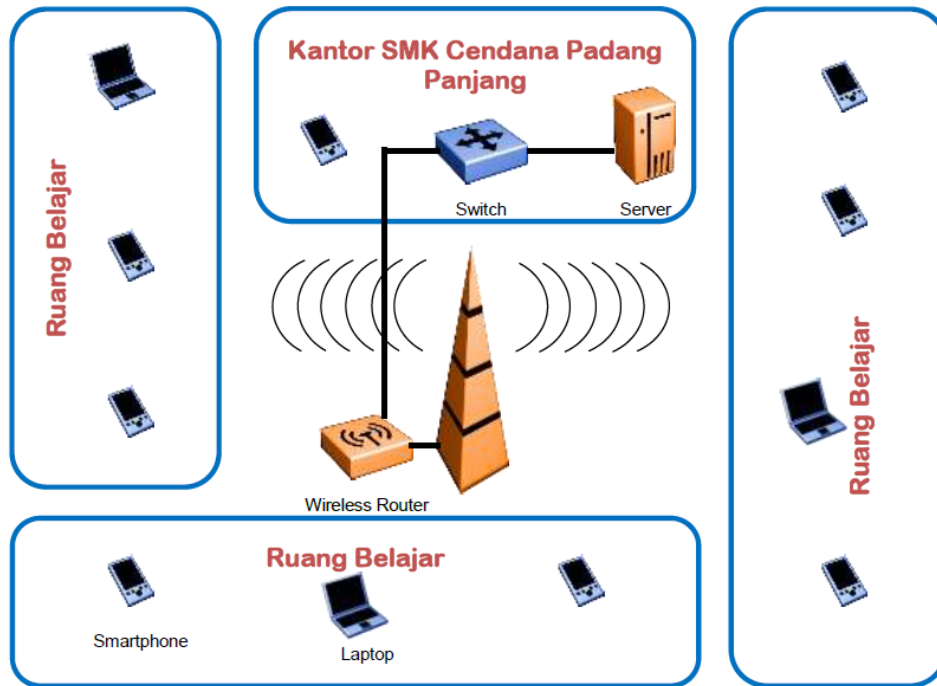 Kantor SMK Cendana Padang
Panjang
Switch
Server
Ruang Belajar
Ruang Belajar
Wireless Router
Ruang Belajar
Smartphone
Laptop